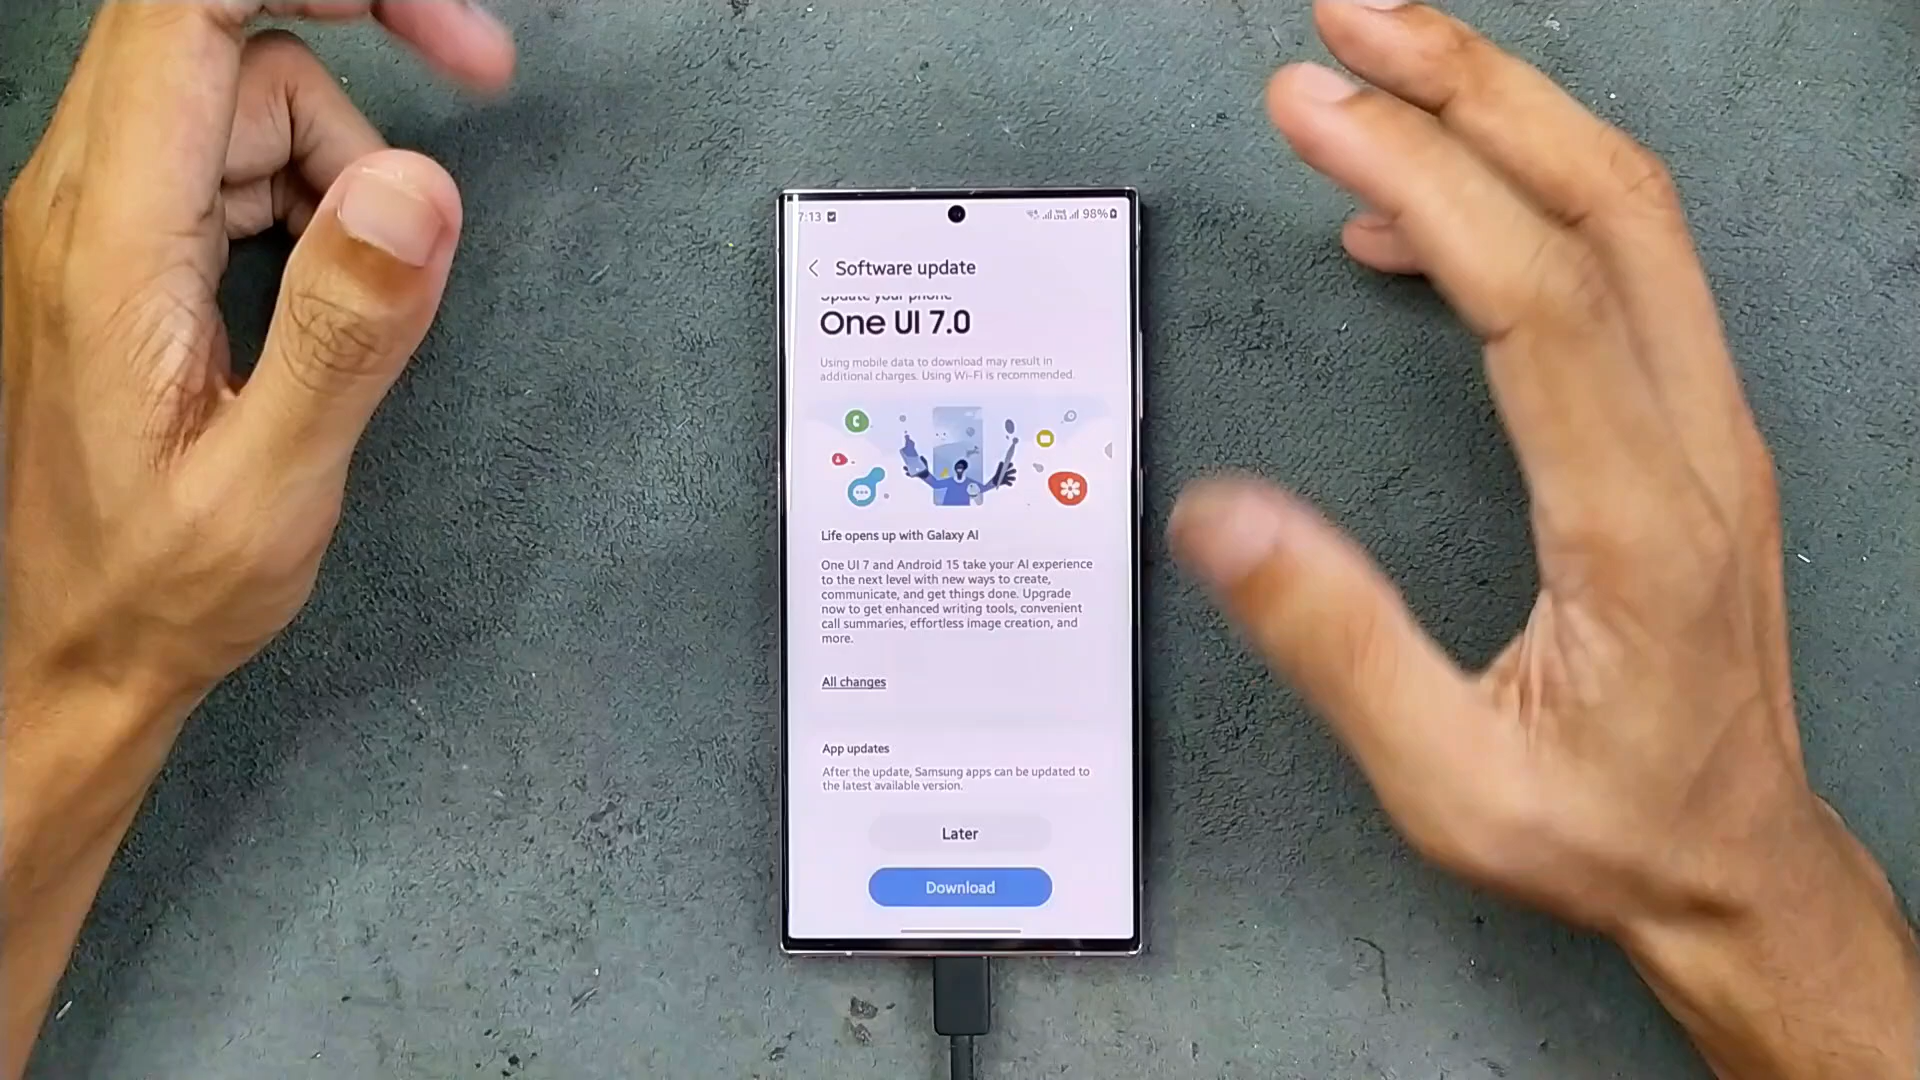 7:13
98%
Software update
Update your phone
One UI 7.0
Using mobile data to download may result in
additional charges. Using Wi-Fi is recommended.
Life opens up with Galaxy AI
One UI 7 and Android 15 take your AI experience
to the next level with new ways to create,
communicate, and get things done. Upgrade
now to get enhanced writing tools, convenient
call summaries, effortless image creation, and
more.
All changes
App updates
After the update, Samsung apps can be updated to
the latest available version.
Later
Download